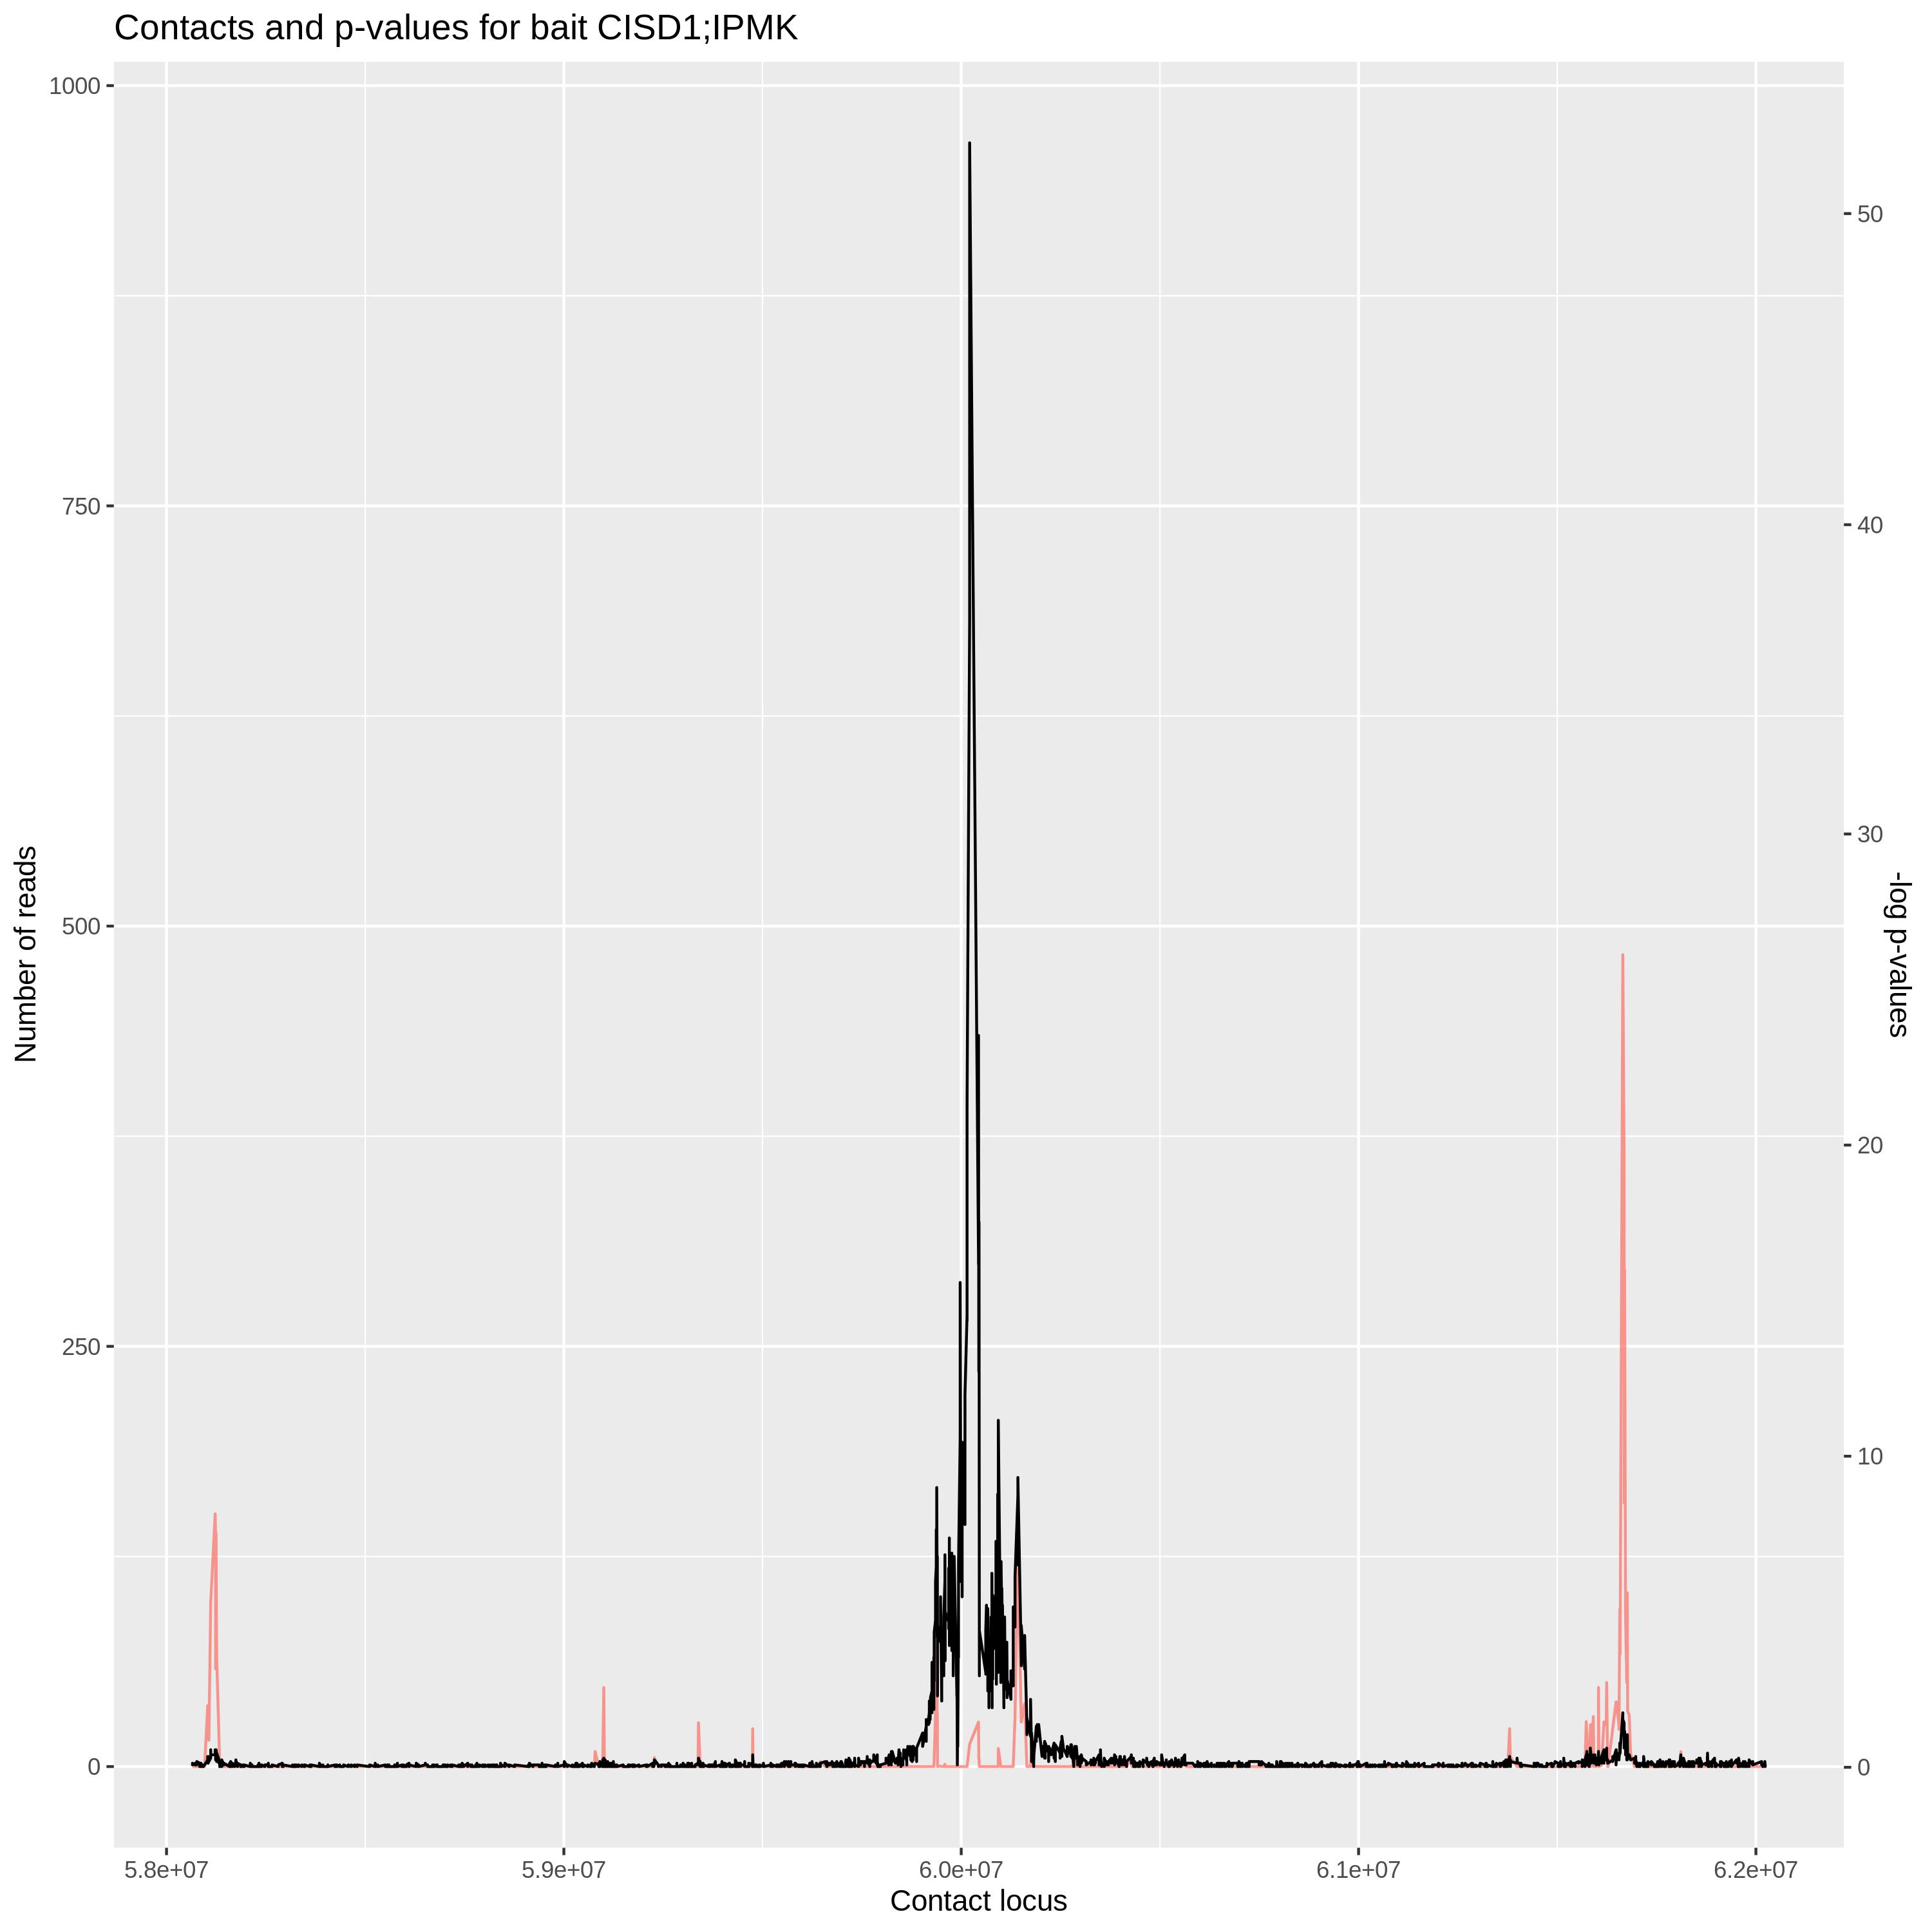 Contacts and p-values for bait CISD1;IPMK
1000
750
500
250
0
Number of reads
50
40
30
20
10
0
-log p-values
5.8e+07
5.9e+07
6.0e+07
6.1e+07
6.2e+07
Contact locus